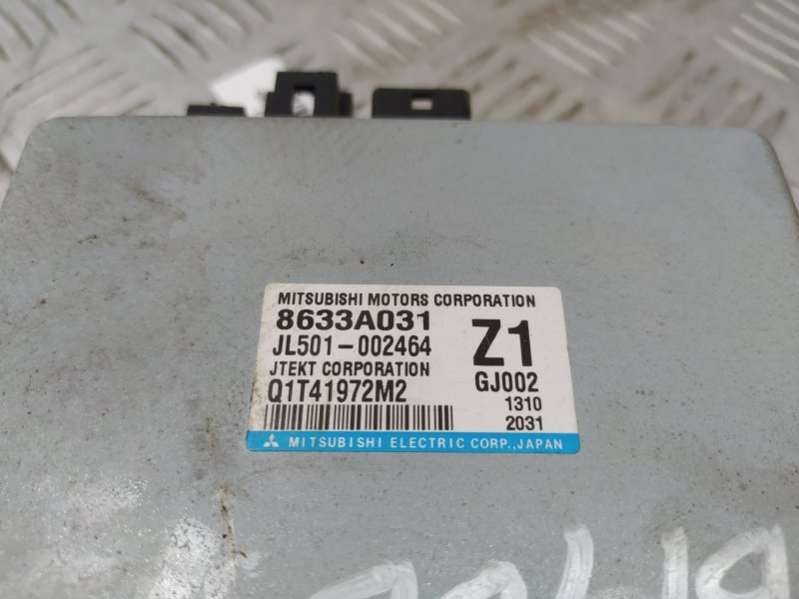 MITSUBISHI MOTORS CORPORATION
8633A031
JL501-002464
Z1
JTEKT CORPORATION
GJ002
Q1T41972M2
1310
2031
MITSUBISHI ELECTRIC CORP., JAPAN